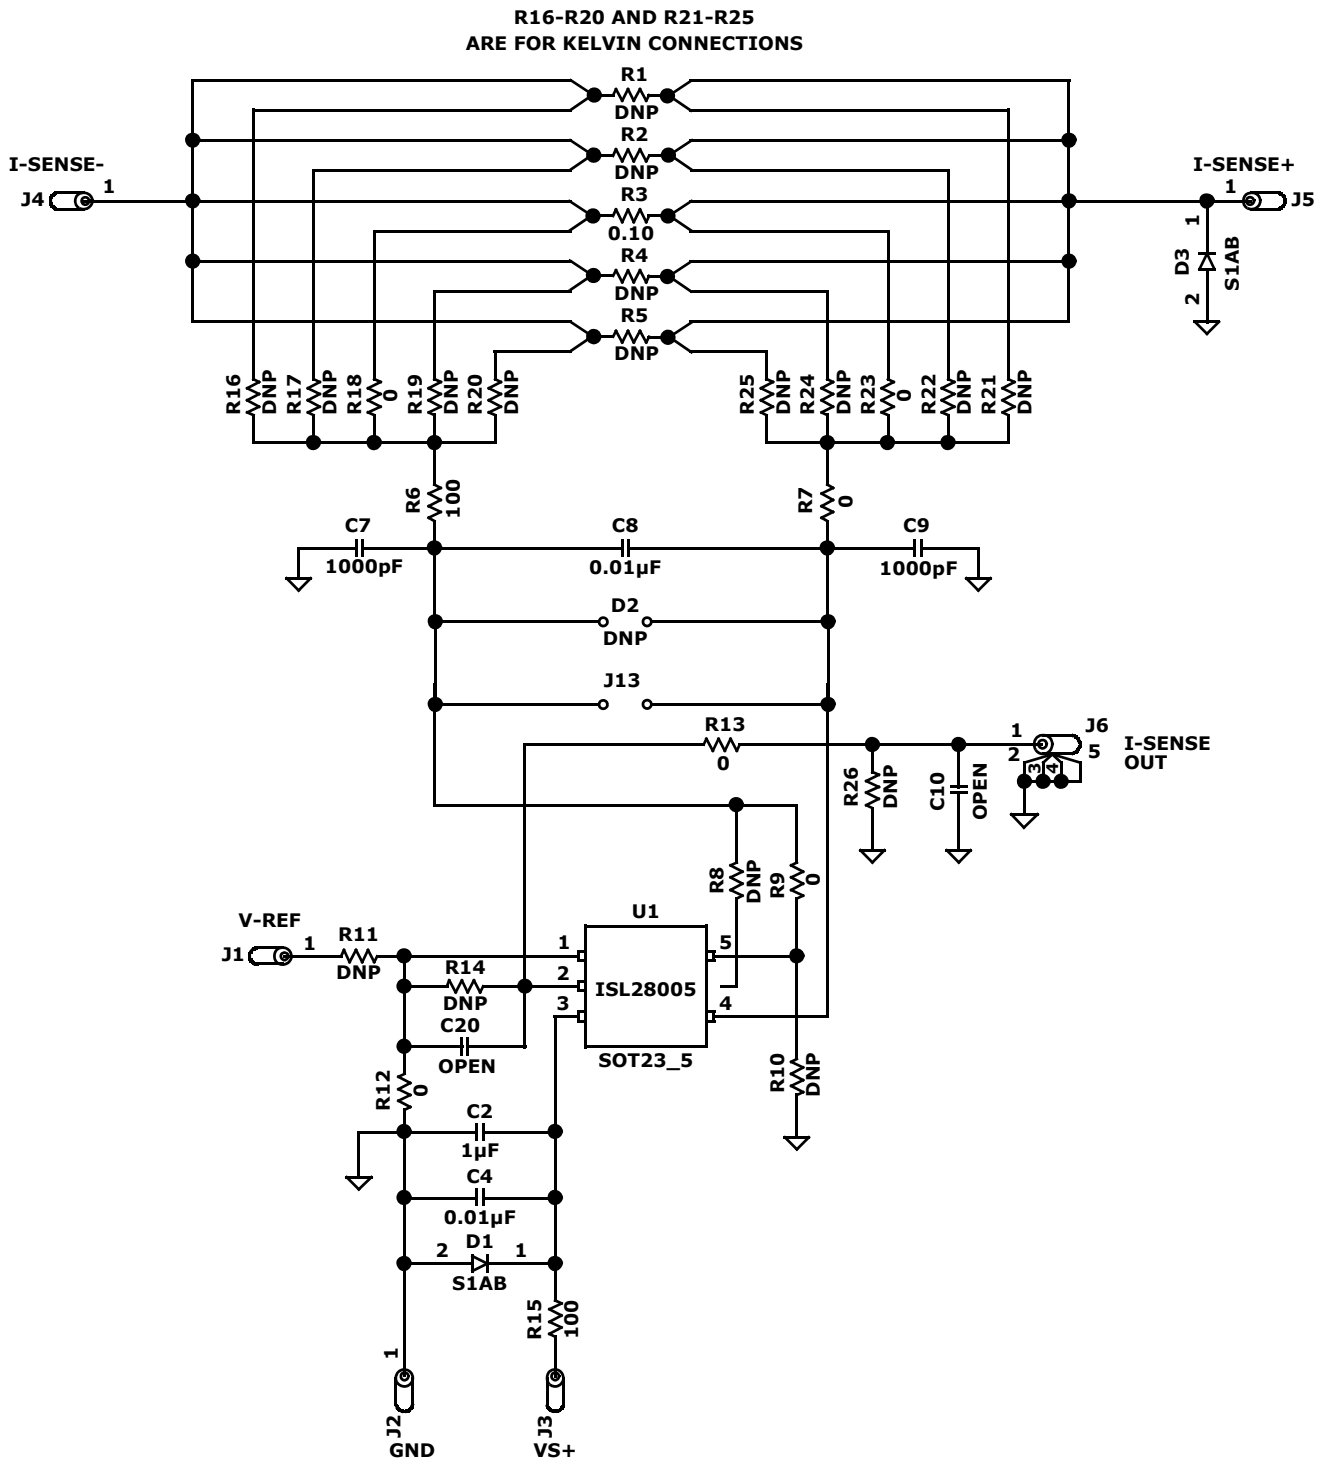 R16-R20 AND R21-R25
ARE FOR KELVIN CONNECTIONS
R1
DNP
R2
DNP
I-SENSE-
J4
1
I-SENSE+
1
J5
R3
0.10
1
D3
S1AB
2
R4
DNP
R5
DNP
R16
DNP
R17
DNP
R18
0
R19
DNP
R20
DNP
R25
DNP
R24
DNP
R23
0
R22
DNP
R21
DNP
R6
100
R7
0
C7
1000pF
C8
0.01µF
C9
1000pF
D2
DNP
J13
R13
0
1
J6
2
3
4
5
I-SENSE
OUT
R26
DNP
C10
OPEN
R8
DNP
R9
0
V-REF
J1
1
R11
DNP
U1
1
5
R14
DNP
2
ISL28005
3
4
C20
OPEN
SOT23_5
R10
DNP
R12
0
C2
1µF
C4
0.01µF
D1
2
1
S1AB
R15
100
1
J2
GND
J3
VS+